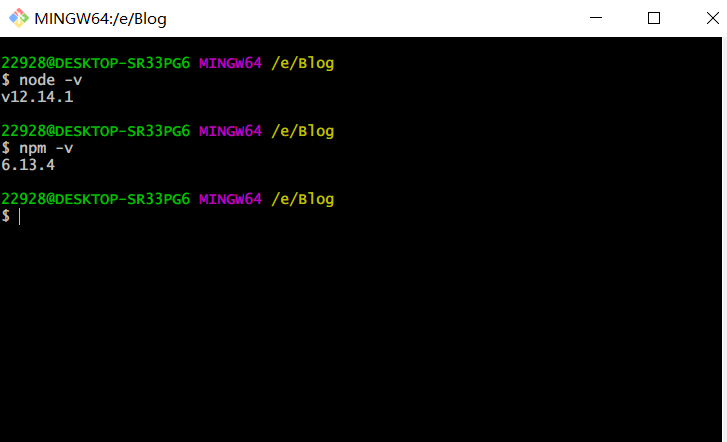 MINGW64:/e/Blog
22928@DESKTOP-SR33PG6 MINGW64 /e/Blog
$ node -v
v12.14.1
22928@DESKTOP-SR33PG6 MINGW64 /e/Blog
$ npm -v
6.13.4
22928@DESKTOP-SR33PG6 MINGW64 /e/Blog
$